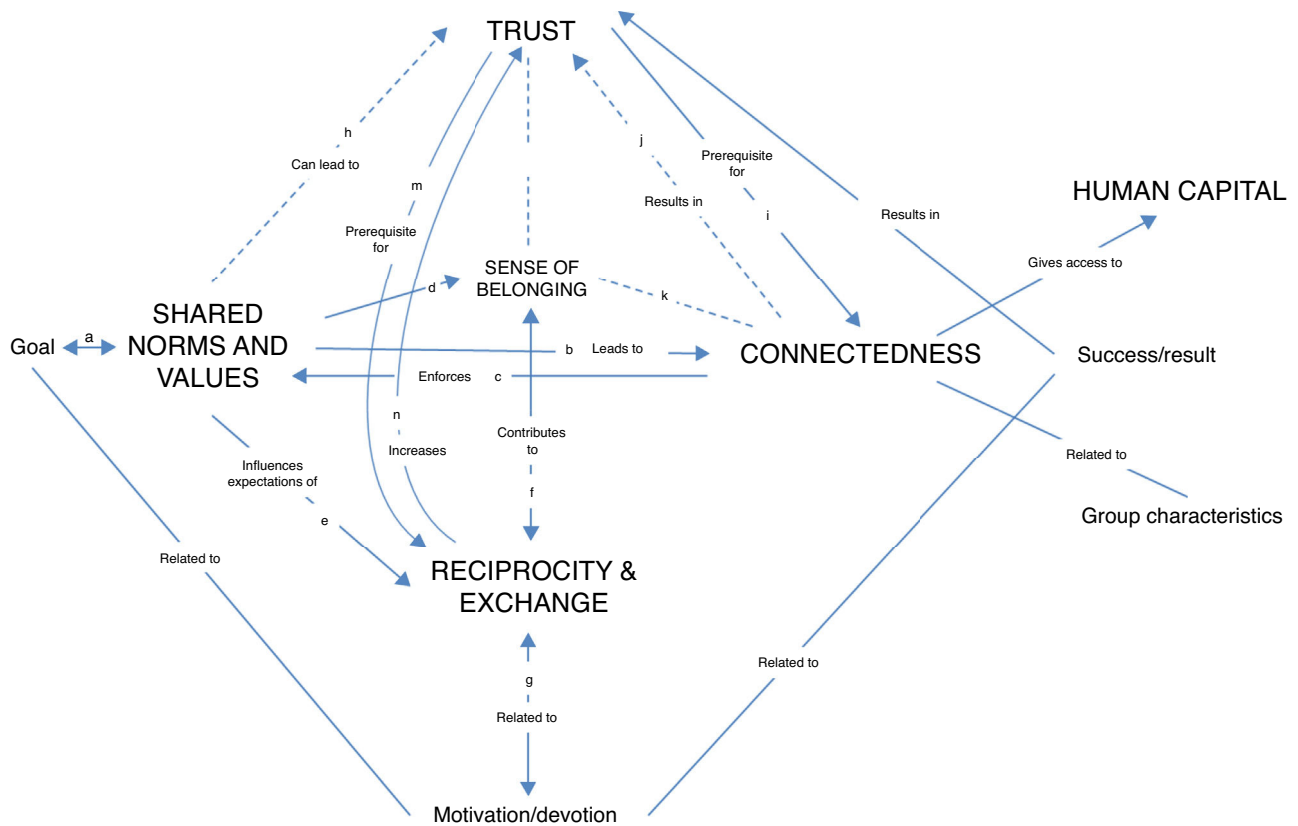 TRUST
h
Can lead to
m
Prerequisite
for
j
Results in
Prerequisite
for
i
Results in
HUMAN CAPITAL
Gives access to
SENSE OF
BELONGING
d
k
SHARED
NORMS AND
VALUES
Goal
a
b
Leads to
CONNECTEDNESS
Success/result
Enforces
c
n
Increases
Contributes
to
f
Influences
expectations of
e
Related to
Group characteristics
Related to
RECIPROCITY &
EXCHANGE
g
Related to
Related to
Motivation/devotion